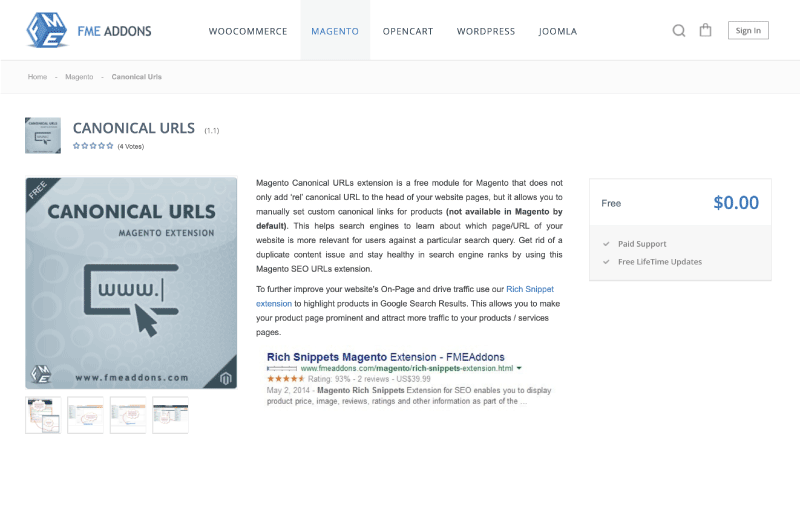 FME
FME ADDONS
WOOCOMMERCE
MAGENTO
OPENCART
WORDPRESS
JOOMLA
Sign In
Home - Magento - Canonical Urls
CANONICAL URLS (1.1)
(4 Votes)
FREE
CANONICAL URLS
MAGENTO EXTENSION
www.
www.fmeaddons.com
Magento Canonical URLs extension is a free module for Magento that does not
only add 'rel' canonical URL to the head of your website pages, but it allows you to
manually set custom canonical links for products (not available in Magento by
default). This helps search engines to learn about which page/URL of your
website is more relevant for users against a particular search query. Get rid of a
duplicate content issue and stay healthy in search engine ranks by using this
Magento SEO URLs extension.
To further improve your website's On-Page and drive traffic use our Rich Snippet
extension to highlight products in Google Search Results. This allows you to make
your product page prominent and attract more traffic to your products / services
pages.
Rich Snippets Magento Extension - FMEAddons
www.fmeaddons.com/magento/rich-snippets-extension.html
Rating: 93% - 2 reviews - US$39.99
May 2, 2014 - Magento Rich Snippets Extension for SEO enables you to display
product price, image, reviews, ratings and other information as part of the ...
Free $0.00
Paid Support
Free LifeTime Updates